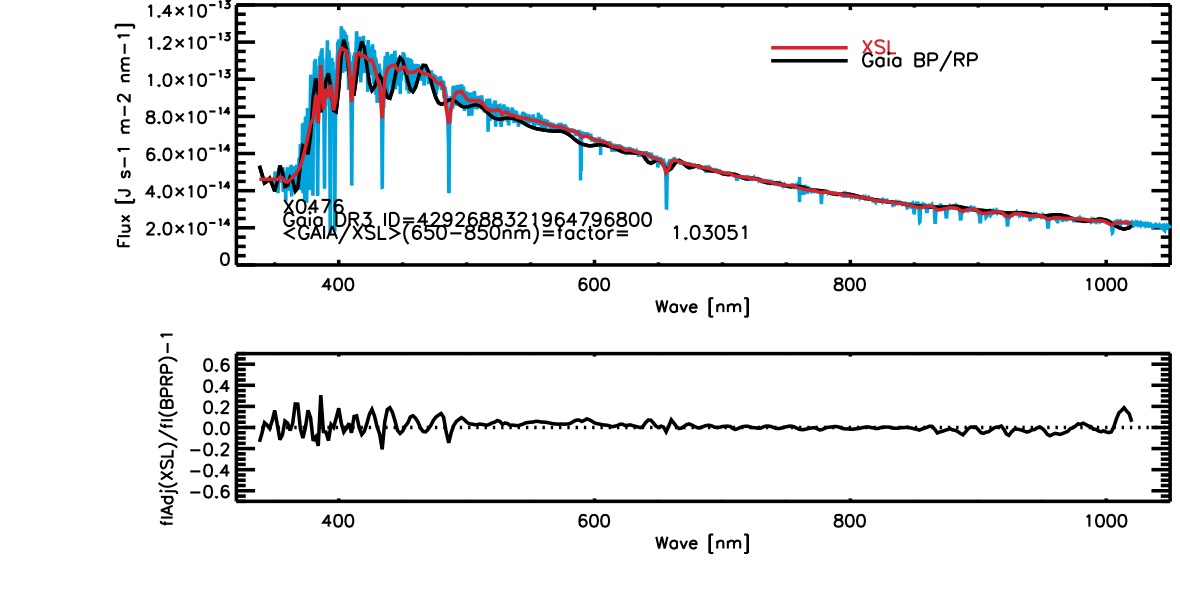 1.4×10−13
1.2×10−13
1.0×10−13
8.0×10−14
6.0×10−14
4.0×10−14
2.0×10−14
0
Flux [J s−1 m−2 nm−1]
XSL
Gaia BP/RP
X0476
Gaia DR3 ID=4292688321964796800
<GAIA/XSL>(650−850nm)=factor= 1.03051
400 600 800 1000
Wave [nm]
flAdj(XSL)/fl(BPRP)−1
0.6
0.4
0.2
0.0
−0.2
−0.4
−0.6
400 600 800 1000
Wave [nm]